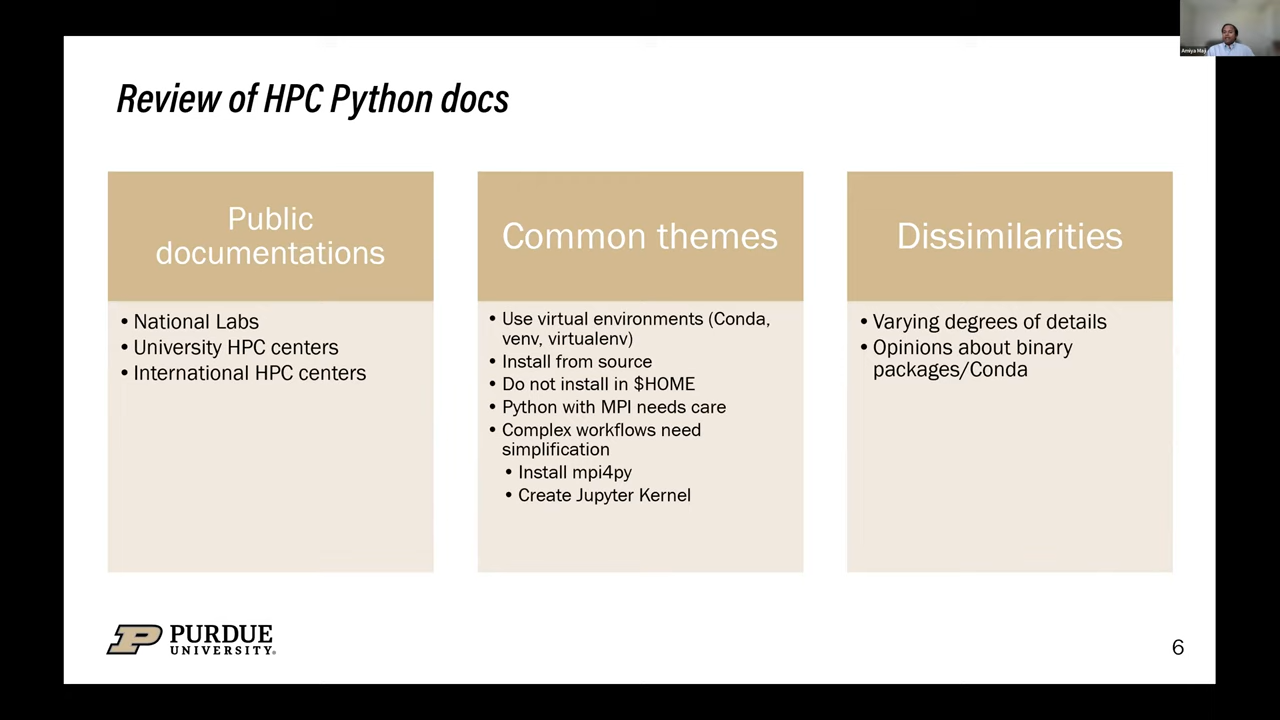 Amiya Maji
Review of HPC Python docs
Public
documentations
• National Labs
• University HPC centers
• International HPC centers
Common themes
• Use virtual environments (Conda,
venv, virtualenv)
• Install from source
• Do not install in $HOME
• Python with MPI needs care
• Complex workflows need
simplification
• Install mpi4py
• Create Jupyter Kernel
Dissimilarities
• Varying degrees of details
• Opinions about binary
packages/Conda
PURDUE
UNIVERSITY®
6